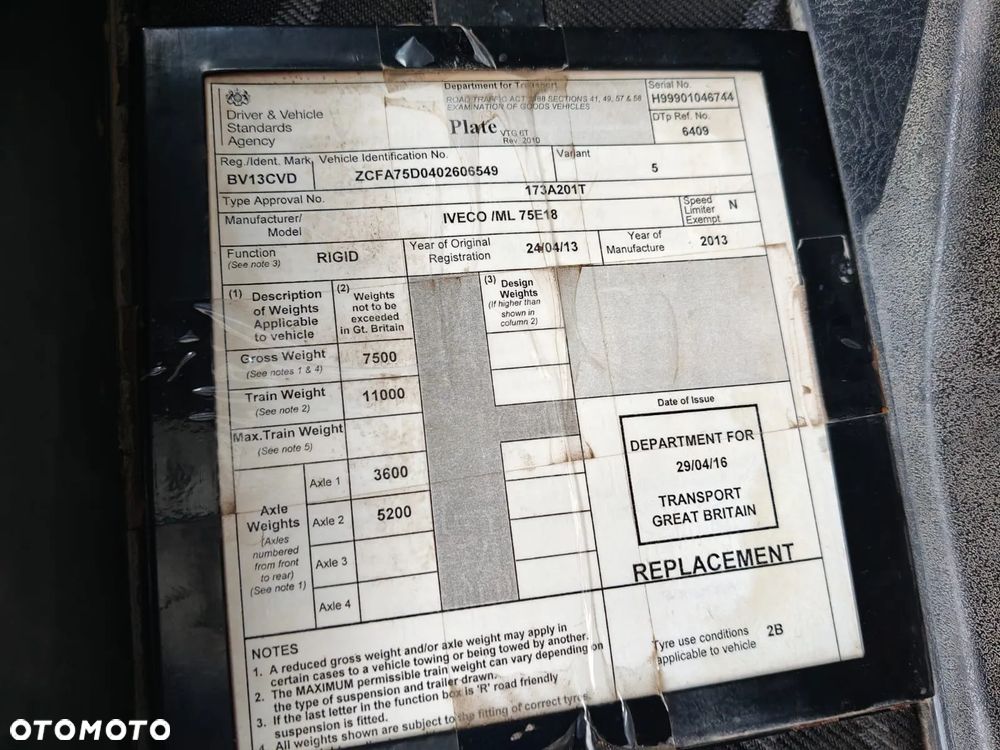 Department for Transport
ROAD TRAFFIC ACT 1988 SECTIONS 41, 49, 57 & 58
EXAMINATION OF GOODS VEHICLES
Serial No.
H99901046744
Driver & Vehicle
Standards
Agency
Plate VTG 6T
Rev. 2010
DTp Ref. No.
6409
Reg./Ident. Mark
BV13CVD
Vehicle Identification No.
ZCFA75D0402606549
Variant
5
Type Approval No.
173A201T
Manufacturer/
Model
IVECO /ML 75E18
Speed
Limiter
Exempt
N
Function
(See note 3)
RIGID
Year of Original
Registration
24/04/13
Year of
Manufacture
2013
(1) Description
of Weights
Applicable
to vehicle
(2) Weights
not to be
exceeded
in Gt. Britain
(3) Design
Weights
(If higher than
shown in
column 2)
Gross Weight
(See notes 1 & 4)
7500
Train Weight
(See note 2)
11000
Max.Train Weight
(See note 5)
Axle
Weights
(Axles
numbered
from front
to rear)
(See note 1)
Axle 1
3600
Axle 2
5200
Axle 3
Axle 4
Date of Issue
DEPARTMENT FOR
29/04/16
TRANSPORT
GREAT BRITAIN
REPLACEMENT
Tyre use conditions
applicable to vehicle
2B
NOTES
1. A reduced gross weight and/or axle weight may apply in
certain cases to a vehicle towing or being towed by another.
2. The MAXIMUM permissible train weight can vary depending on
the type of suspension and trailer drawn.
3. If the last letter in the function box is 'R' road friendly
suspension is fitted.
4. All weights shown are subject to the fitting of correct tyres.
OTOMOTO